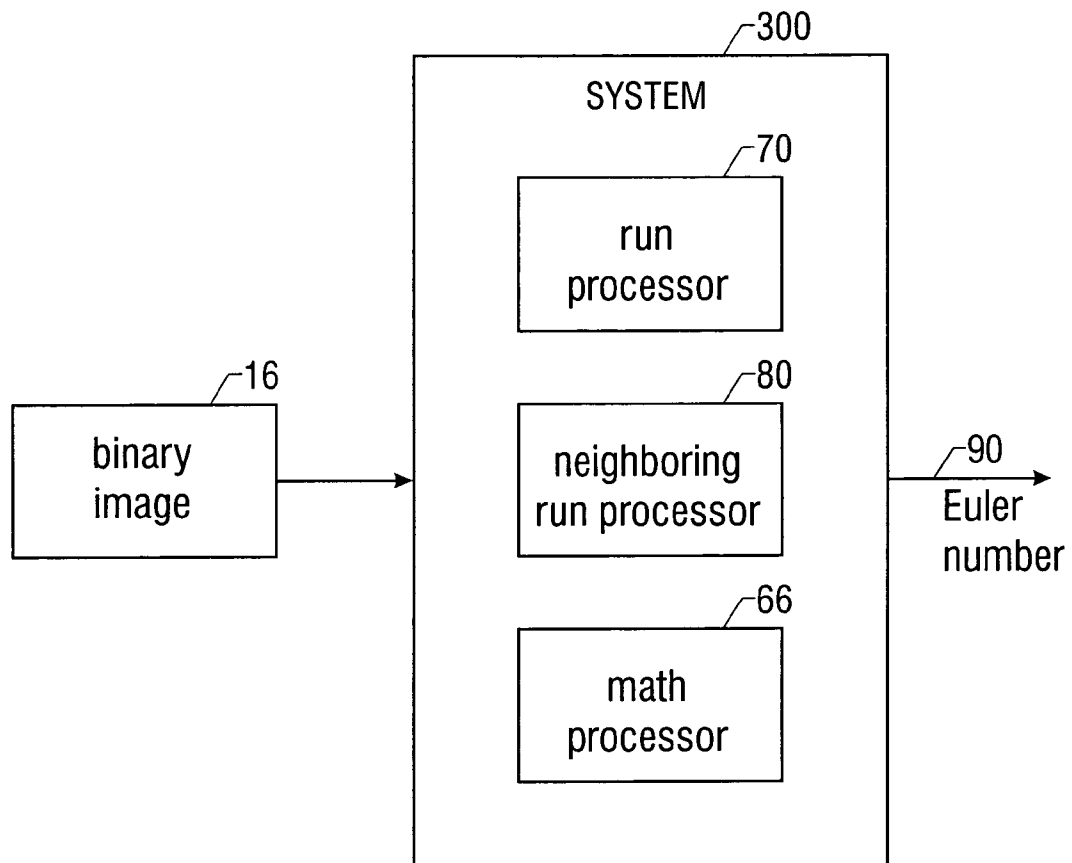 300
SYSTEM
70
run
processor
16
binary
image
80
neighboring
run processor
90
Euler
number
66
math
processor